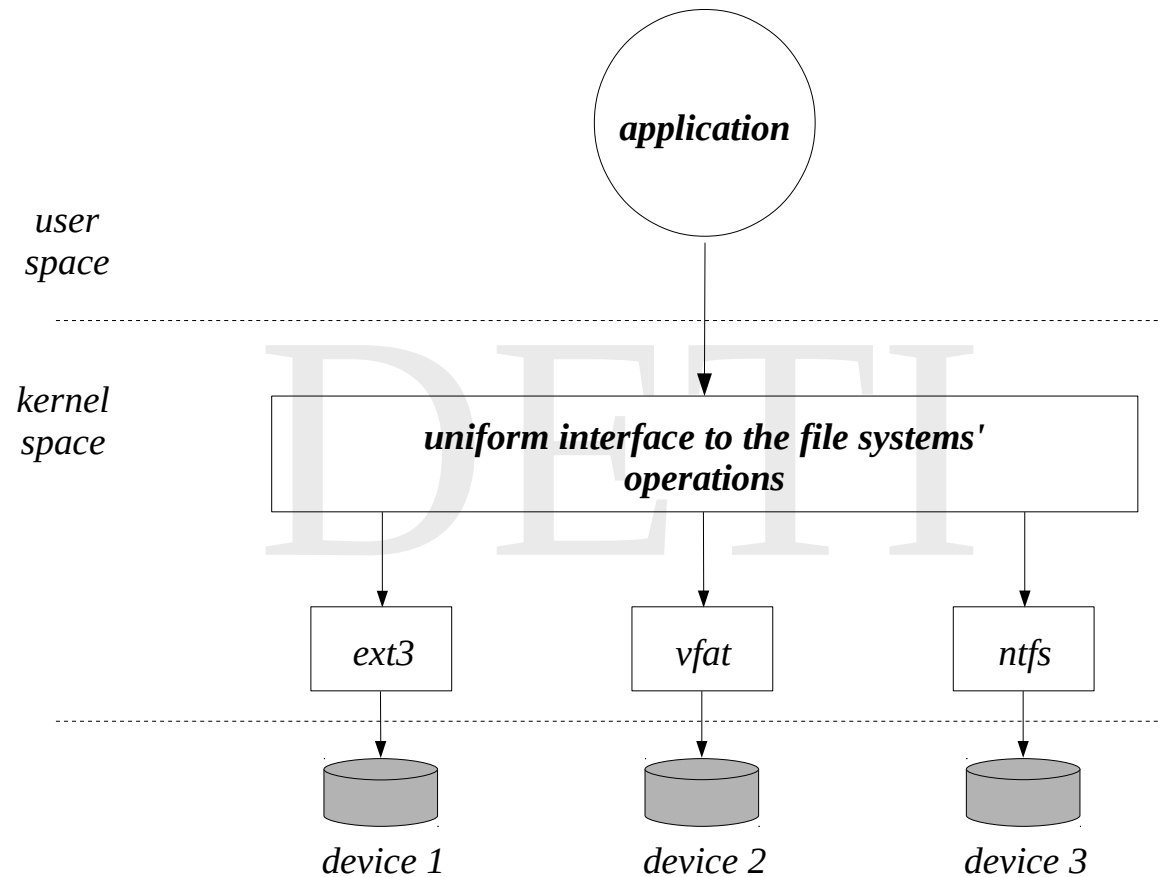 application
user
space
kernel
space
DETI
uniform interface to the file systems'
operations
ext3
vfat
ntfs
device 1
device 2
device 3